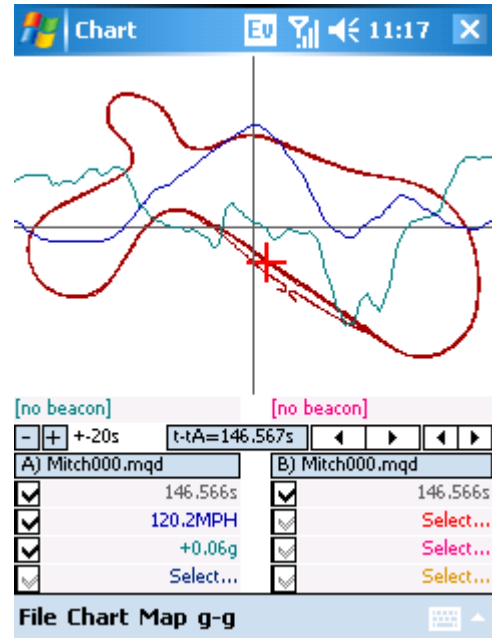 Chart Ev 11:17
[no beacon] [no beacon]
- + +-20s t-tA=146.567s
A) Mitch000.mqd B) Mitch000.mqd
146.566s 146.566s
120.2MPH Select...
+0.06g Select...
Select... Select...
File Chart Map g-g